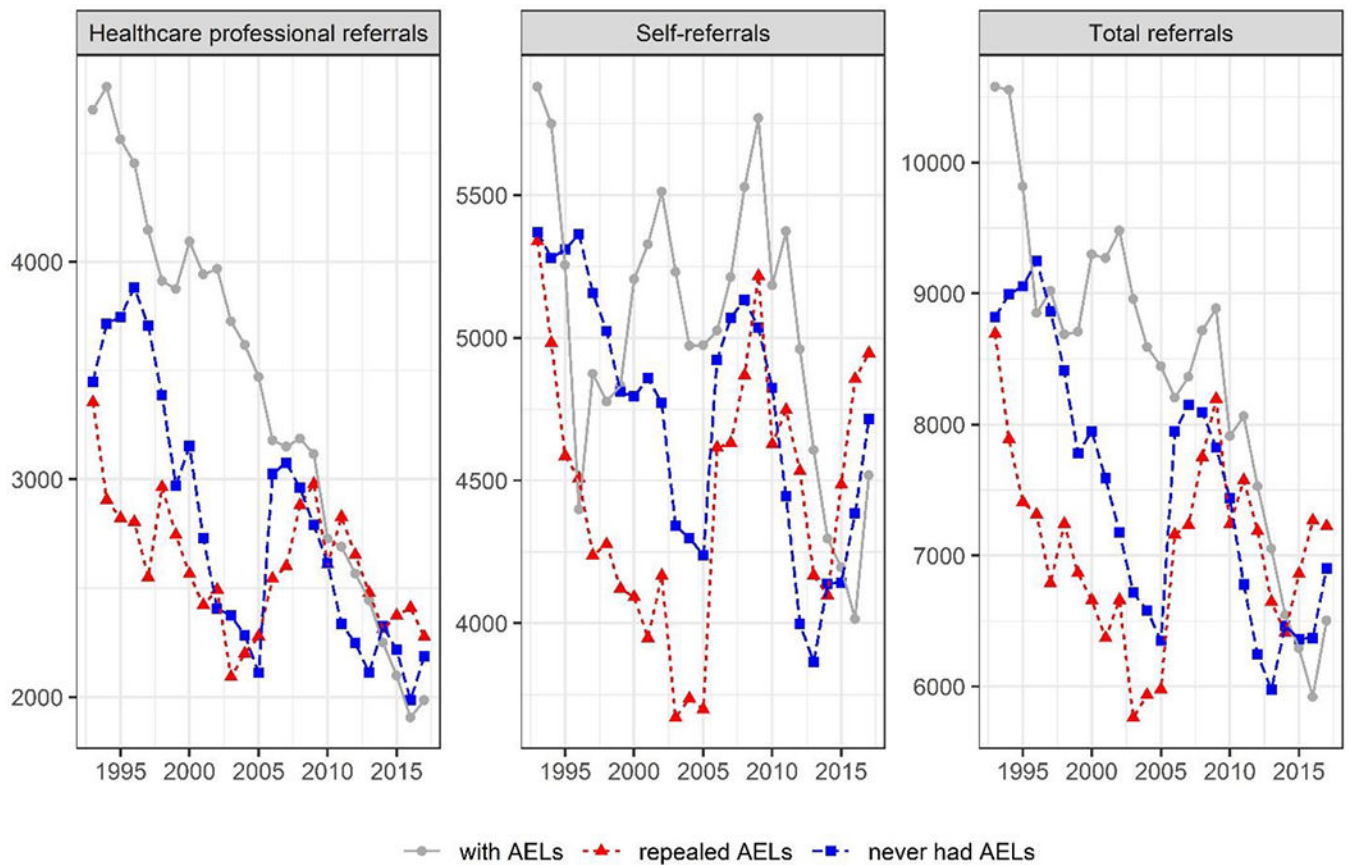 Healthcare professional referrals
Self-referrals
Total referrals
4000
3000
2000
5500
5000
4500
4000
10000
9000
8000
7000
6000
1995 2000 2005 2010 2015
1995 2000 2005 2010 2015
1995 2000 2005 2010 2015
with AELs repealed AELs never had AELs